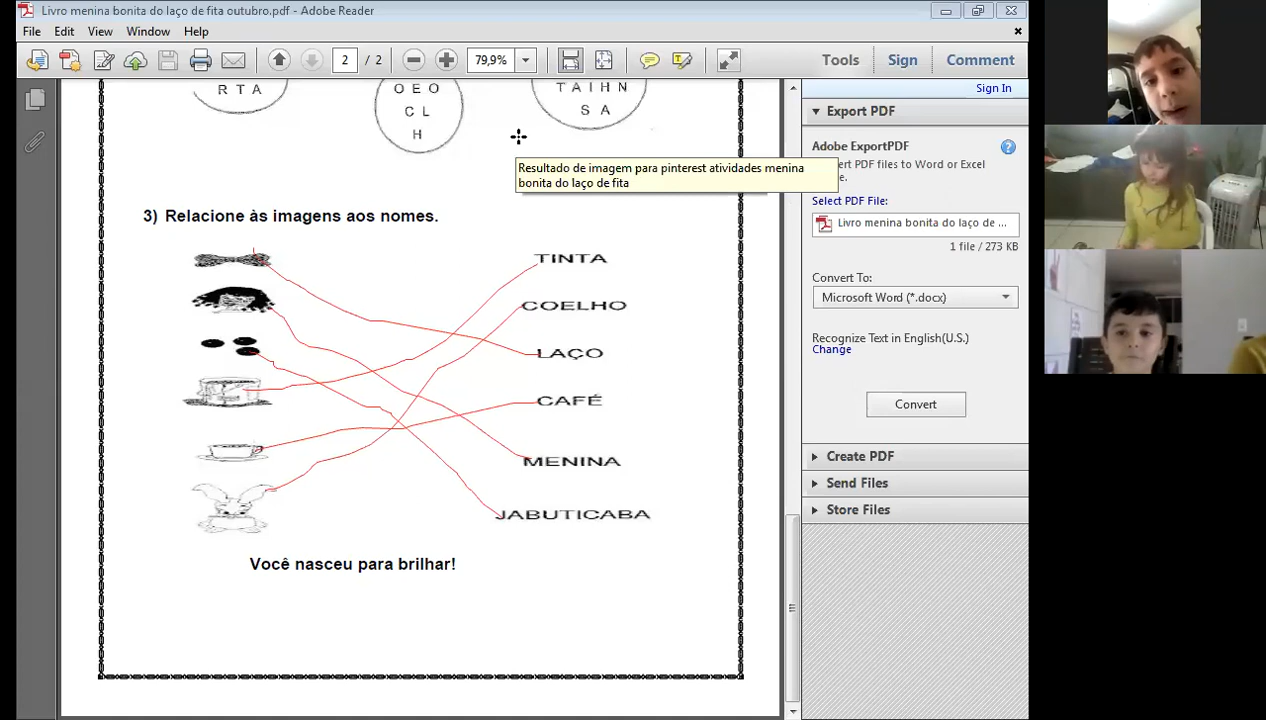 Livro menina bonita do laço de fita outubro.pdf - Adobe Reader
File Edit View Window Help
2 / 2 79,9% Tools Sign Comment
Sign In
Export PDF
Adobe ExportPDF
ert PDF files to Word or Excel
e.
Select PDF File:
Livro menina bonita do laço de ...
1 file / 273 KB
Convert To:
Microsoft Word (*.docx)
Recognize Text in English(U.S.)
Change
Convert
Create PDF
Send Files
Store Files
R T A
O E O
C L
H
T A I H N
S A
Resultado de imagem para pinterest atividades menina
bonita do laço de fita
3) Relacione às imagens aos nomes.
TINTA
COELHO
LAÇO
CAFÉ
MENINA
JABUTICABA
Você nasceu para brilhar!